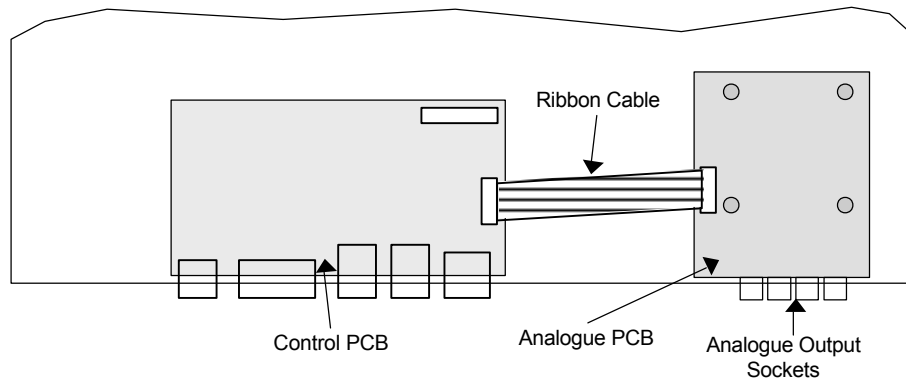 Ribbon Cable
Control PCB
Analogue PCB
Analogue Output
Sockets